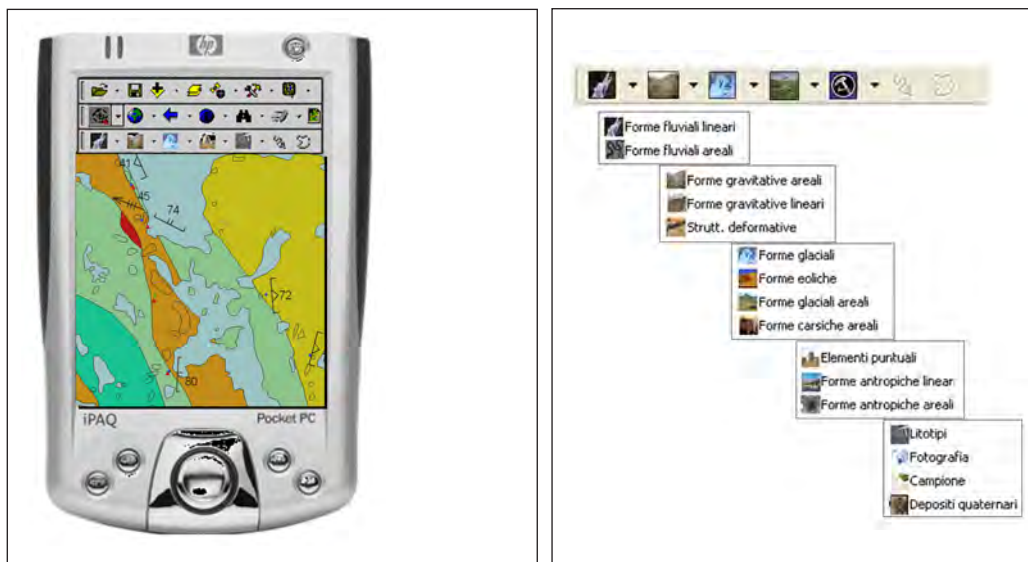 hp
41
45
74
72
80
iPAQ
Pocket PC
Forme fluviali lineari
Forme fluviali areali
Forme gravitative areali
Forme gravitative lineari
Strutt. deformative
Forme glaciali
Forme eoliche
Forme glaciali areali
Forme carsiche areali
Elementi puntuali
Forme antropiche linear
Forme antropiche areali
Litotipi
Fotografia
Campione
Depositi quaternari